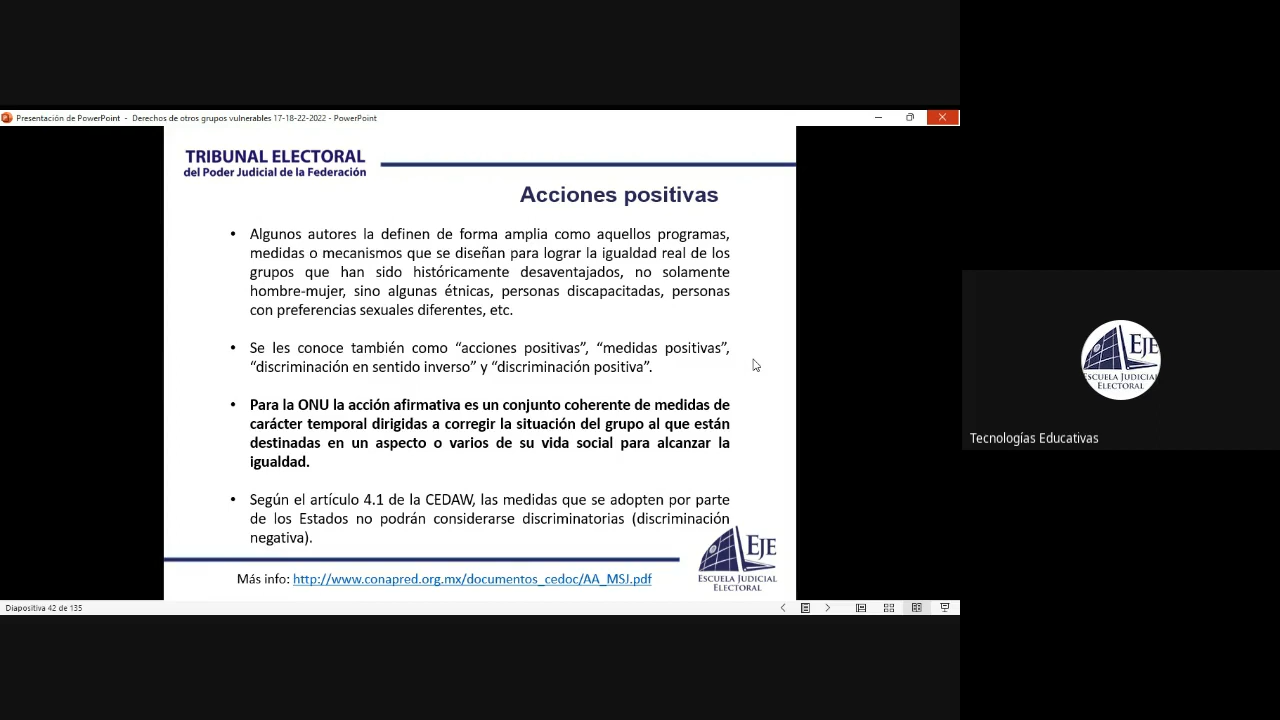 Presentación de PowerPoint - Derechos de otros grupos vulnerables 17-18-22-2022 - PowerPoint
TRIBUNAL ELECTORAL
del Poder Judicial de la Federación
Acciones positivas
• Algunos autores la definen de forma amplia como aquellos programas,
medidas o mecanismos que se diseñan para lograr la igualdad real de los
grupos que han sido históricamente desaventajados, no solamente
hombre-mujer, sino algunas étnicas, personas discapacitadas, personas
con preferencias sexuales diferentes, etc.
• Se les conoce también como “acciones positivas”, “medidas positivas”,
“discriminación en sentido inverso” y “discriminación positiva”.
• Para la ONU la acción afirmativa es un conjunto coherente de medidas de
carácter temporal dirigidas a corregir la situación del grupo al que están
destinadas en un aspecto o varios de su vida social para alcanzar la
igualdad.
• Según el artículo 4.1 de la CEDAW, las medidas que se adopten por parte
de los Estados no podrán considerarse discriminatorias (discriminación
negativa).
EJE
ESCUELA JUDICIAL
ELECTORAL
Más info: http://www.conapred.org.mx/documentos_cedoc/AA_MSJ.pdf
Diapositiva 42 de 135
EJE
ESCUELA JUDICIAL
ELECTORAL
Tecnologías Educativas